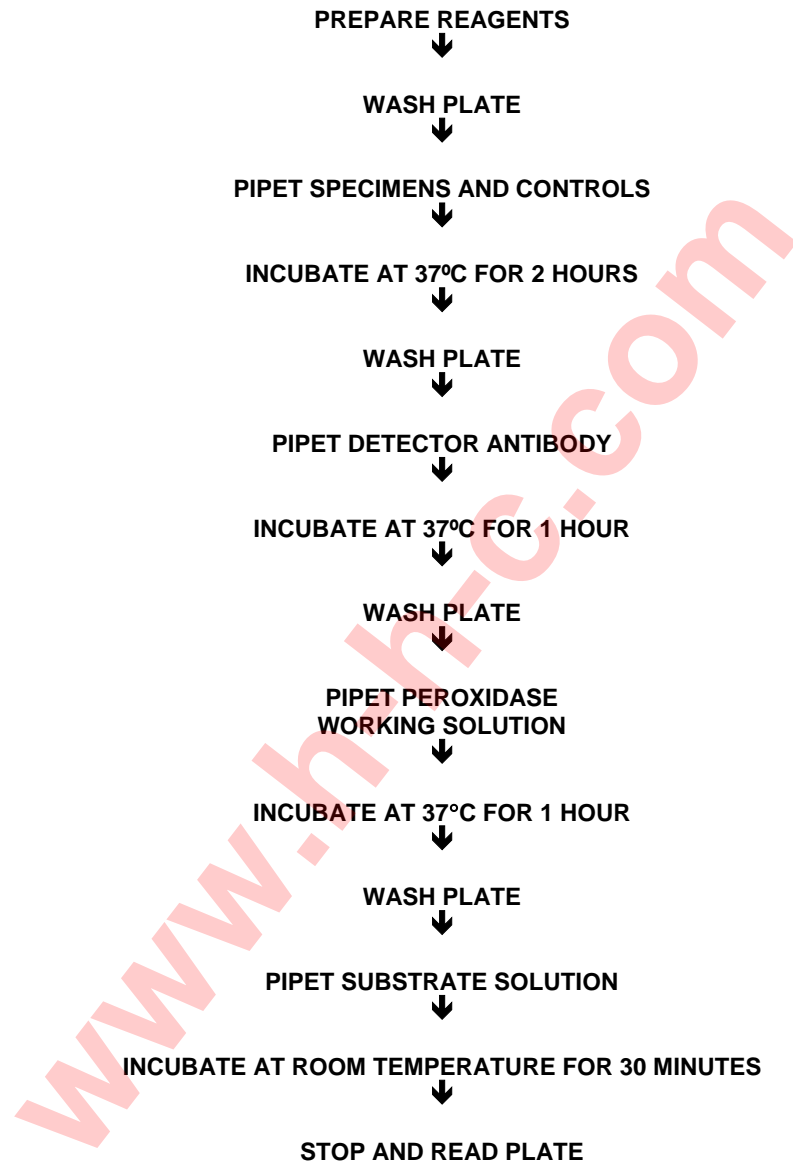 PREPARE REAGENTS
WASH PLATE
PIPET SPECIMENS AND CONTROLS
INCUBATE AT 37ºC FOR 2 HOURS
WASH PLATE
PIPET DETECTOR ANTIBODY
INCUBATE AT 37ºC FOR 1 HOUR
WASH PLATE
PIPET PEROXIDASE
WORKING SOLUTION
INCUBATE AT 37°C FOR 1 HOUR
WASH PLATE
PIPET SUBSTRATE SOLUTION
INCUBATE AT ROOM TEMPERATURE FOR 30 MINUTES
STOP AND READ PLATE
www.h-h-c.com